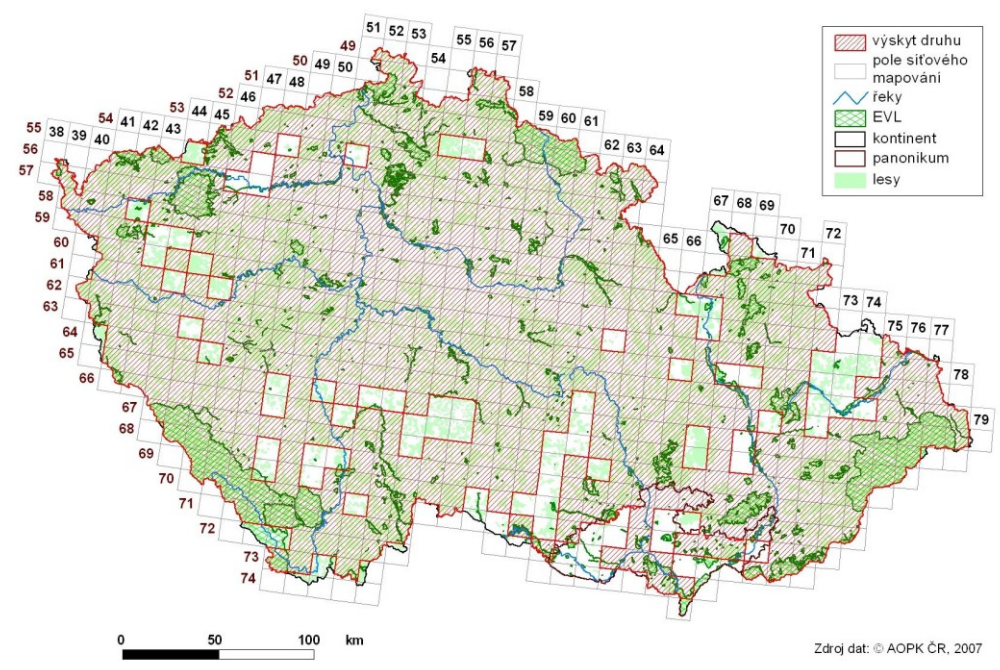 51 52 53
54
55 56 57
49
50
49 50
51
47 48
58
52
46
53
44 45
59 60 61
54
41 42 43
55
38 39 40
56
57
62 63 64
58
59
67 68 69
60
65 66
70
71
72
61
62
63
73 74
64
75 76 77
65
66
78
67
79
68
69
70
71
72
73
74
výskyt druhu
pole síťového
mapování
řeky
EVL
kontinent
panonikum
lesy
0 50 100 km
Zdroj dat: © AOPK ČR, 2007